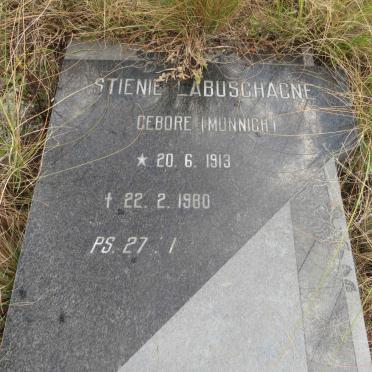 STIENIE LABUSCHAGNE
GEBORE (MUNNICH)
★ 20. 6. 1913
† 22. 2. 1980
PS. 27 : 1